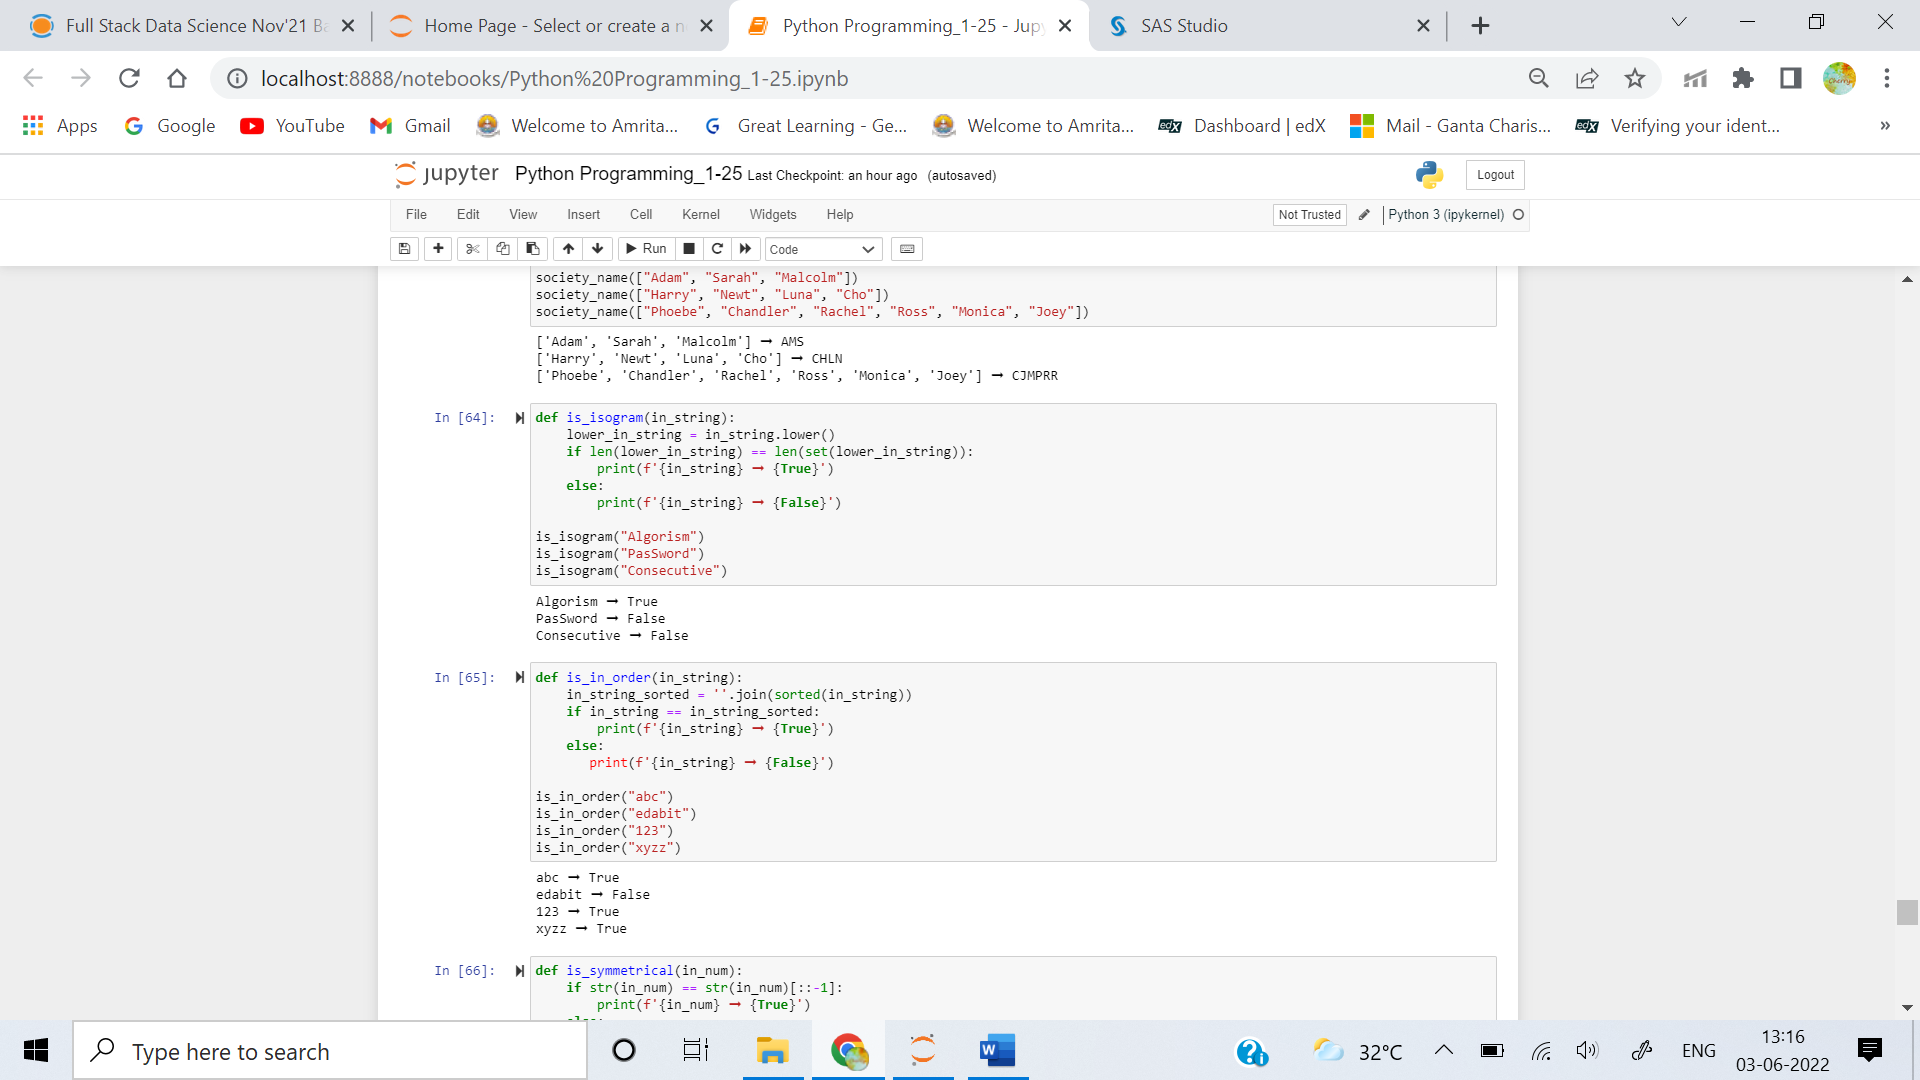 Full Stack Data Science Nov'21 Ba
Home Page - Select or create a n
Python Programming_1-25 - Jupy
SAS Studio
localhost:8888/notebooks/Python%20Programming_1-25.ipynb
Apps Google YouTube Gmail Welcome to Amrita... Great Learning - Ge... Welcome to Amrita... Dashboard | edX Mail - Ganta Charis... Verifying your ident... »
jupyter Python Programming_1-25 Last Checkpoint: an hour ago (autosaved) Logout
File Edit View Insert Cell Kernel Widgets Help Not Trusted Python 3 (ipykernel)
Run Code
society_name(["Adam", "Sarah", "Malcolm"])
society_name(["Harry", "Newt", "Luna", "Cho"])
society_name(["Phoebe", "Chandler", "Rachel", "Ross", "Monica", "Joey"])
['Adam', 'Sarah', 'Malcolm'] ➞ AMS
['Harry', 'Newt', 'Luna', 'Cho'] ➞ CHLN
['Phoebe', 'Chandler', 'Rachel', 'Ross', 'Monica', 'Joey'] ➞ CJMPRR
In [64]: def is_isogram(in_string):
    lower_in_string = in_string.lower()
    if len(lower_in_string) == len(set(lower_in_string)):
        print(f'{in_string} ➞ {True}')
    else:
        print(f'{in_string} ➞ {False}')
is_isogram("Algorism")
is_isogram("PasSword")
is_isogram("Consecutive")
Algorism ➞ True
PasSword ➞ False
Consecutive ➞ False
In [65]: def is_in_order(in_string):
    in_string_sorted = ''.join(sorted(in_string))
    if in_string == in_string_sorted:
        print(f'{in_string} ➞ {True}')
    else:
       print(f'{in_string} ➞ {False}')
is_in_order("abc")
is_in_order("edabit")
is_in_order("123")
is_in_order("xyzz")
abc ➞ True
edabit ➞ False
123 ➞ True
xyzz ➞ True
In [66]: def is_symmetrical(in_num):
    if str(in_num) == str(in_num)[::-1]:
        print(f'{in_num} ➞ {True}')
    else:
Type here to search
32°C
ENG
13:16
03-06-2022